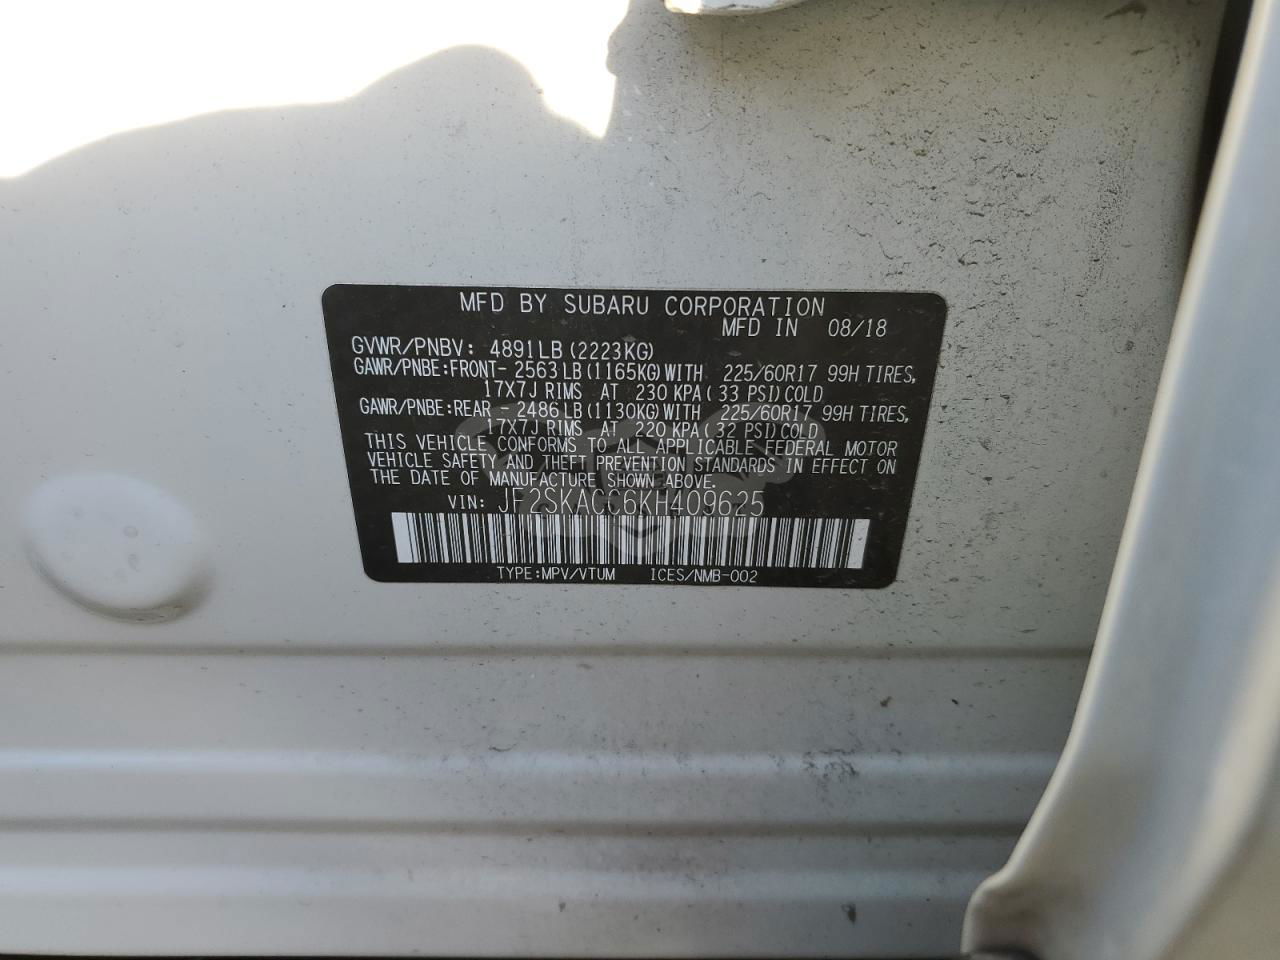 MFD BY SUBARU CORPORATION
MFD IN 08/18
GVWR/PNBV: 4891LB (2223KG)
GAWR/PNBE:FRONT- 2563 LB (1165KG) WITH 225/60R17 99H TIRES,
17X7J RIMS AT 230 KPA ( 33 PSI) COLD
GAWR/PNBE:REAR - 2486 LB (1130KG) WITH 225/60R17 99H TIRES,
17X7J RIMS AT 220 KPA ( 32 PSI) COLD
THIS VEHICLE CONFORMS TO ALL APPLICABLE FEDERAL MOTOR
VEHICLE SAFETY AND THEFT PREVENTION STANDARDS IN EFFECT ON
THE DATE OF MANUFACTURE SHOWN ABOVE.
VIN: JF2SKACC6KH409625
TYPE:MPV/VTUM ICES/NMB-002